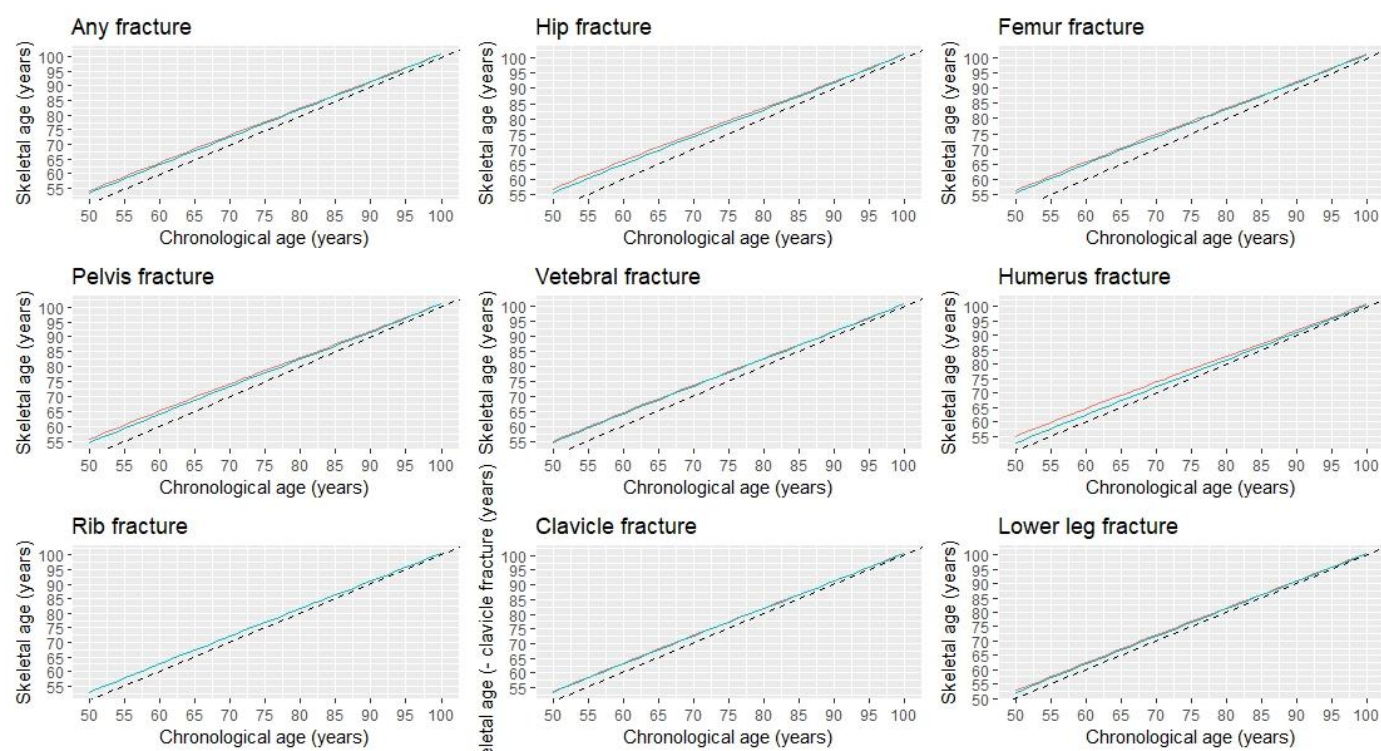 Any fracture
Skeletal age (years)
100
95
90
85
80
75
70
65
60
55
50 55 60 65 70 75 80 85 90 95 100
Chronological age (years)
Hip fracture
Skeletal age (years)
100
95
90
85
80
75
70
65
60
55
50 55 60 65 70 75 80 85 90 95 100
Chronological age (years)
Femur fracture
Skeletal age (years)
100
95
90
85
80
75
70
65
60
55
50 55 60 65 70 75 80 85 90 95 100
Chronological age (years)
Pelvis fracture
Skeletal age (years)
100
95
90
85
80
75
70
65
60
55
50 55 60 65 70 75 80 85 90 95 100
Chronological age (years)
Vetebral fracture
Skeletal age (years)
100
95
90
85
80
75
70
65
60
55
50 55 60 65 70 75 80 85 90 95 100
Chronological age (years)
Humerus fracture
Skeletal age (years)
100
95
90
85
80
75
70
65
60
55
50 55 60 65 70 75 80 85 90 95 100
Chronological age (years)
Rib fracture
Skeletal age (years)
100
95
90
85
80
75
70
65
60
55
50 55 60 65 70 75 80 85 90 95 100
Chronological age (years)
Clavicle fracture
eletal age (- clavicle fracture (years)
100
95
90
85
80
75
70
65
60
55
50 55 60 65 70 75 80 85 90 95 100
Chronological age (years)
Lower leg fracture
Skeletal age (years)
100
95
90
85
80
75
70
65
60
55
50
50 55 60 65 70 75 80 85 90 95 100
Chronological age (years)